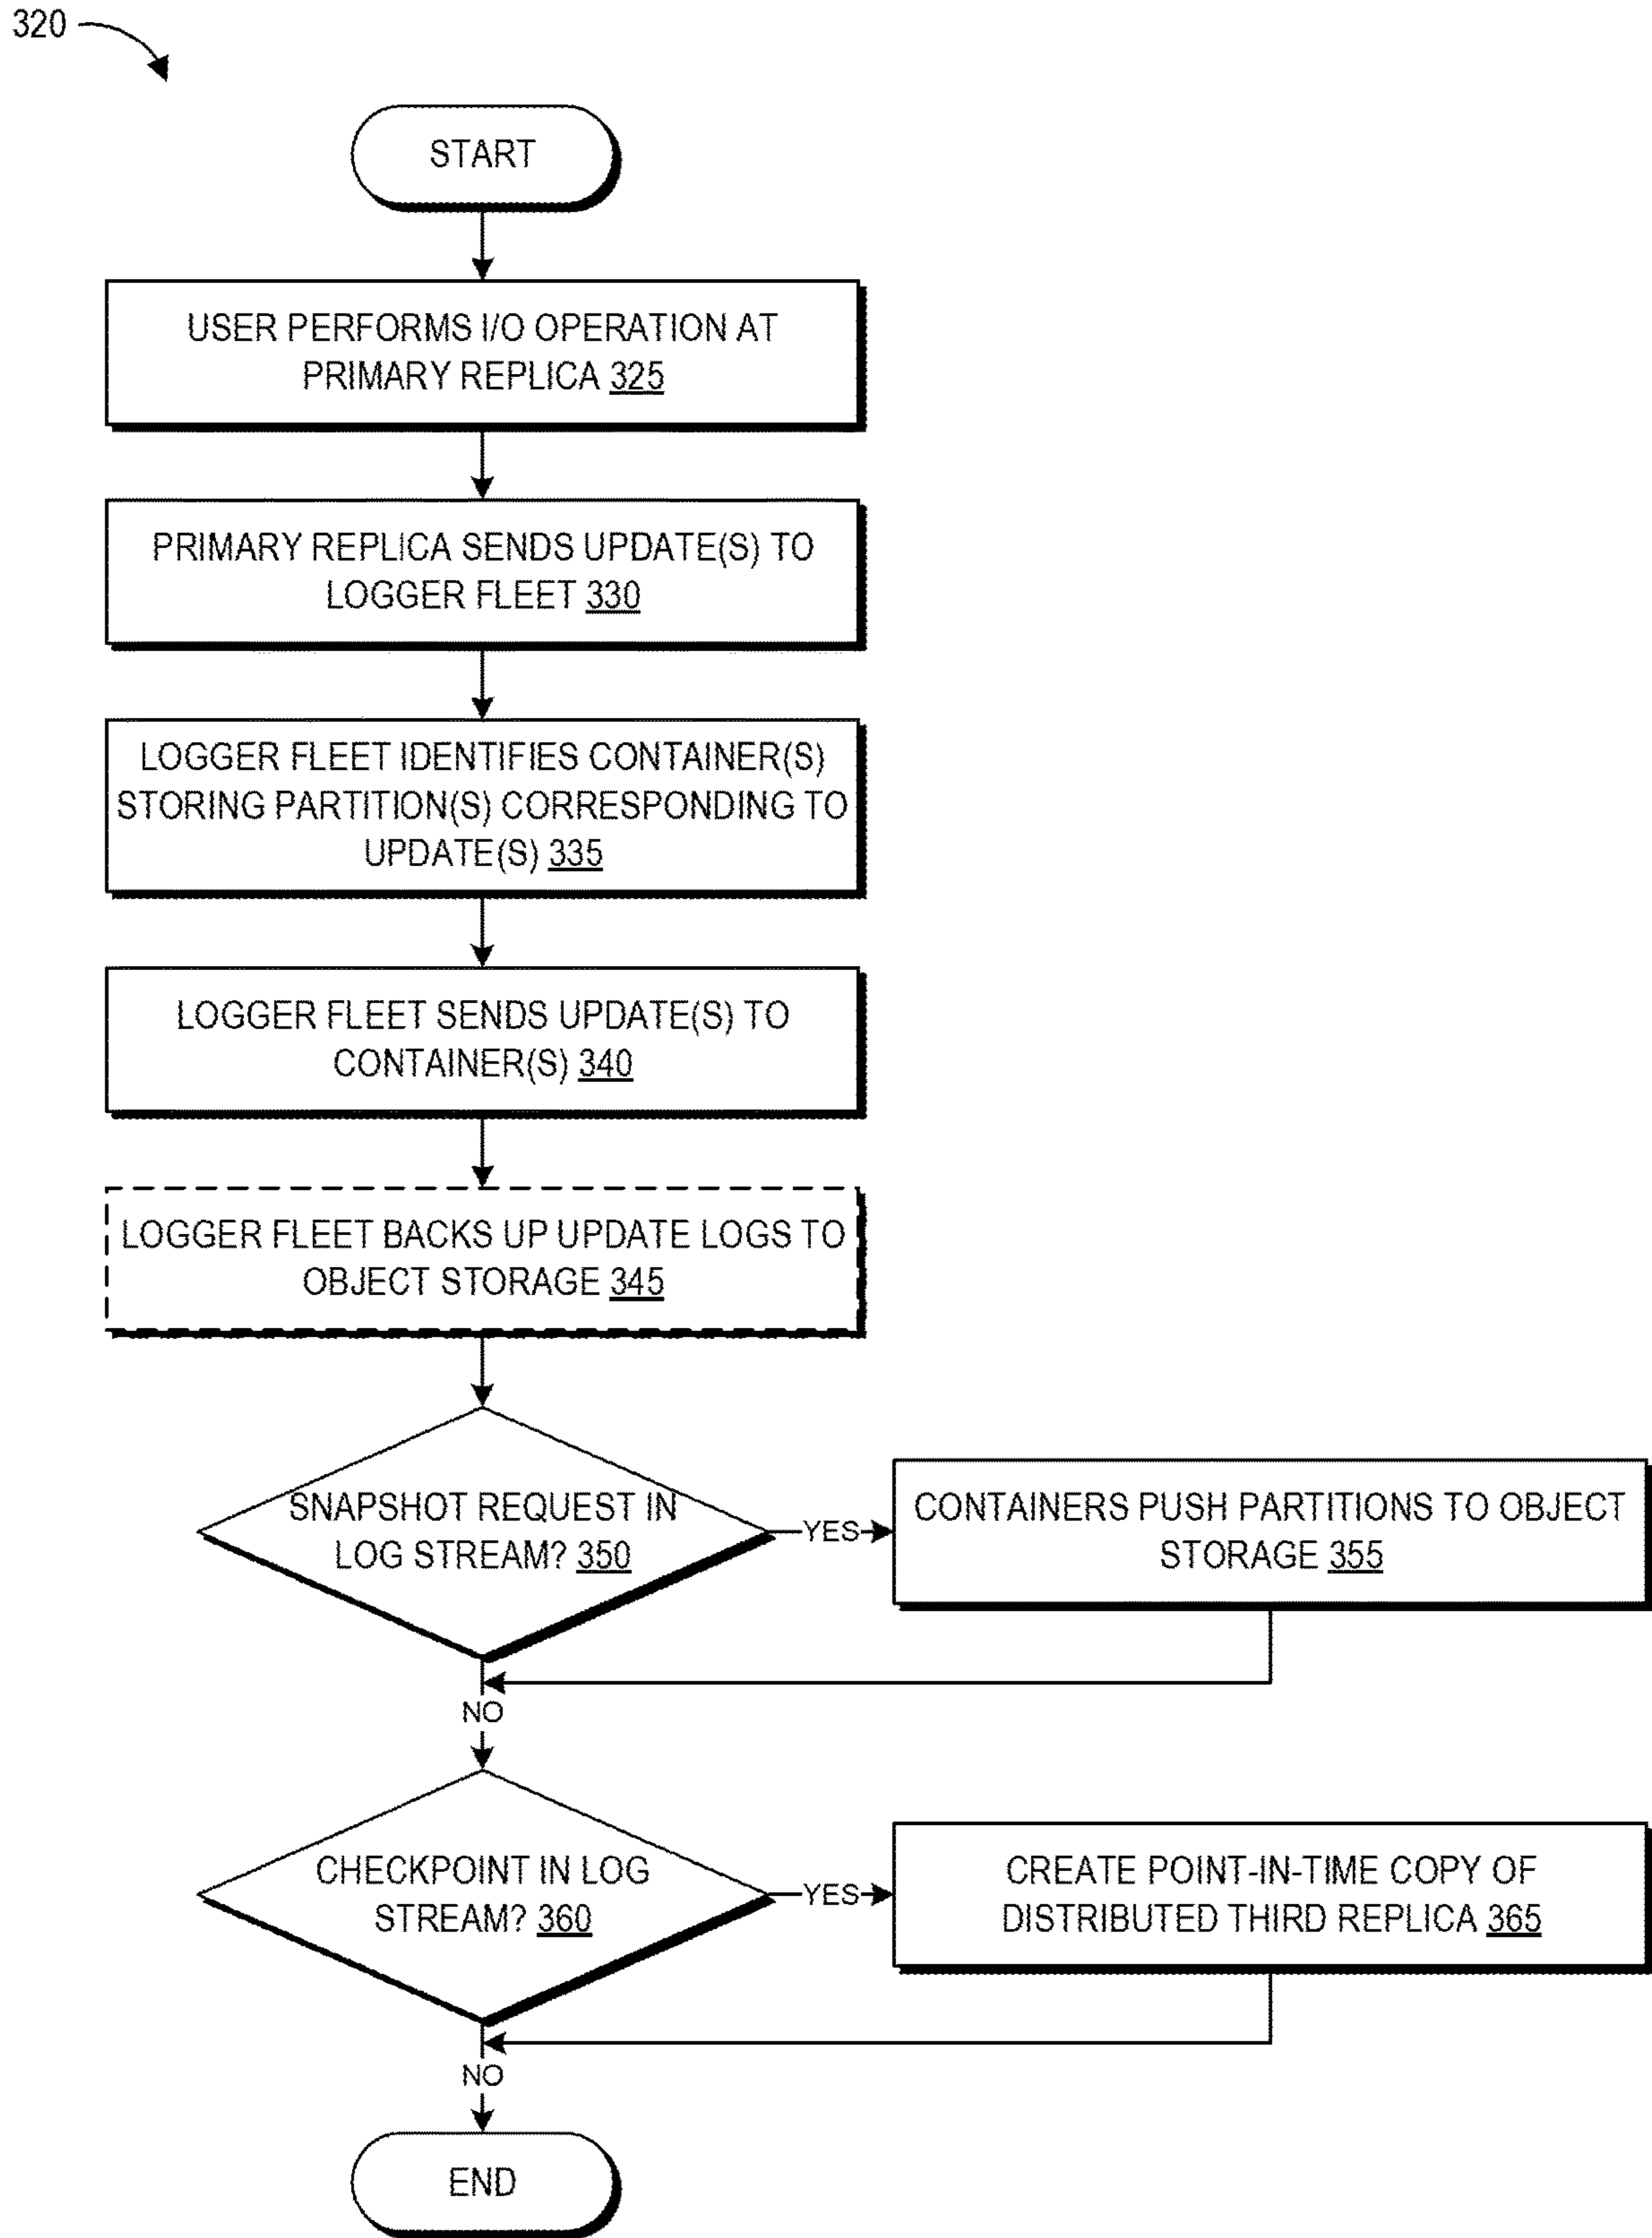 320
START
USER PERFORMS I/O OPERATION AT
PRIMARY REPLICA 325
PRIMARY REPLICA SENDS UPDATE(S) TO
LOGGER FLEET 330
LOGGER FLEET IDENTIFIES CONTAINER(S)
STORING PARTITION(S) CORRESPONDING TO
UPDATE(S) 335
LOGGER FLEET SENDS UPDATE(S) TO
CONTAINER(S) 340
LOGGER FLEET BACKS UP UPDATE LOGS TO
OBJECT STORAGE 345
SNAPSHOT REQUEST IN
LOG STREAM? 350
YES
CONTAINERS PUSH PARTITIONS TO OBJECT
STORAGE 355
NO
CHECKPOINT IN LOG
STREAM? 360
YES
CREATE POINT-IN-TIME COPY OF
DISTRIBUTED THIRD REPLICA 365
NO
END